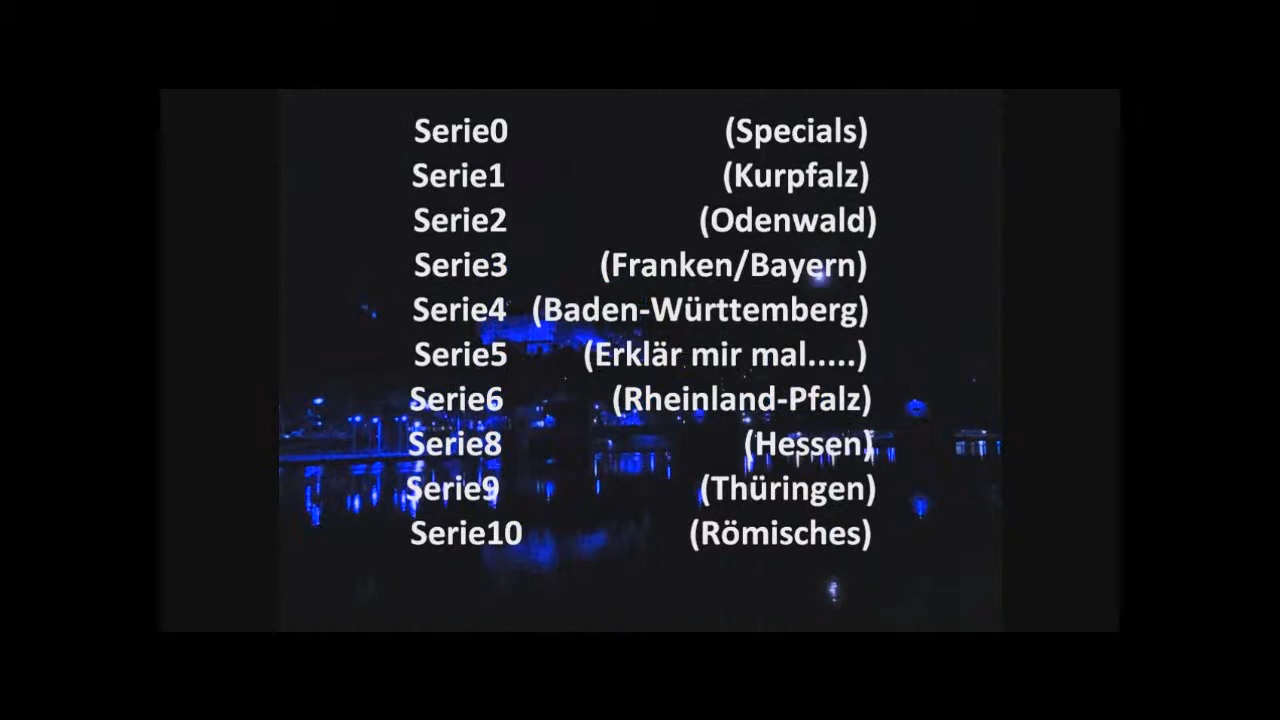 Serie0 (Specials)
Serie1 (Kurpfalz)
Serie2 (Odenwald)
Serie3 (Franken/Bayern)
Serie4 (Baden-Württemberg)
Serie5 (Erklär mir mal.....)
Serie6 (Rheinland-Pfalz)
Serie8 (Hessen)
Serie9 (Thüringen)
Serie10 (Römisches)